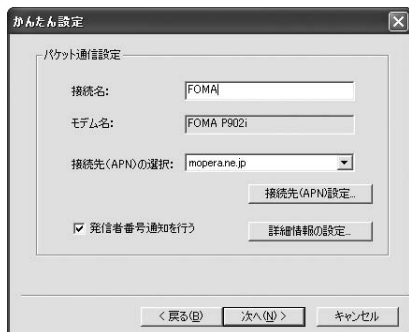 かんたん設定
パケット通信設定
接続名: FOMA
モデム名: FOMA P902i
接続先(APN)の選択: mopera.ne.jp
接続先(APN)設定...
発信者番号通知を行う 詳細情報の設定...
< 戻る(B) 次へ(N) > キャンセル